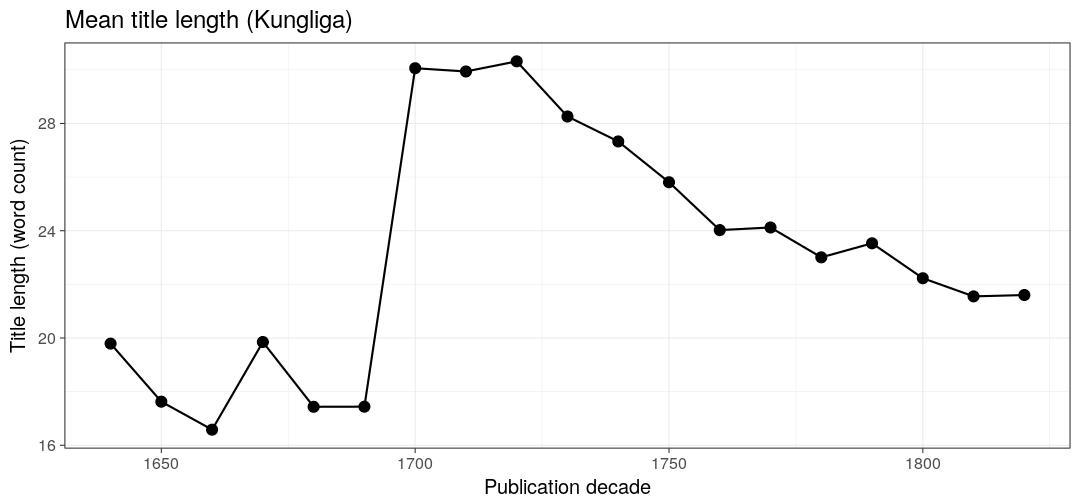 Mean title length (Kungliga)
Title length (word count)
28
24
20
16
1650 1700 1750 1800
Publication decade